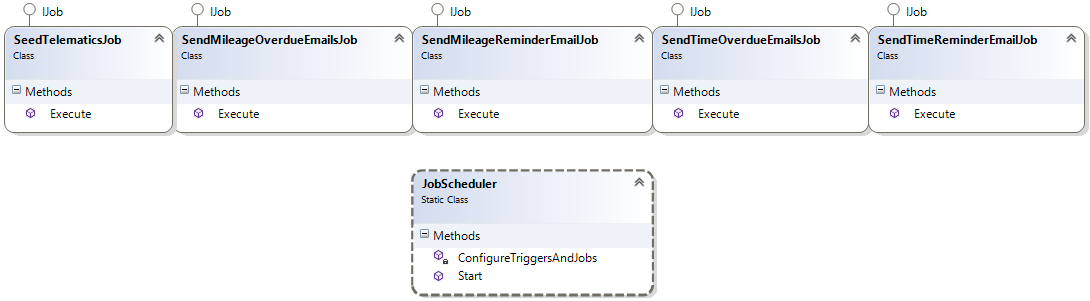 IJob IJob IJob IJob IJob
SeedTelematicsJob SendMileageOverdueEmailsJob SendMileageReminderEmailJob SendTimeOverdueEmailsJob SendTimeReminderEmailJob
Class Class Class Class Class
Methods Methods Methods Methods Methods
Execute Execute Execute Execute Execute
JobScheduler
Static Class
Methods
ConfigureTriggersAndJobs
Start